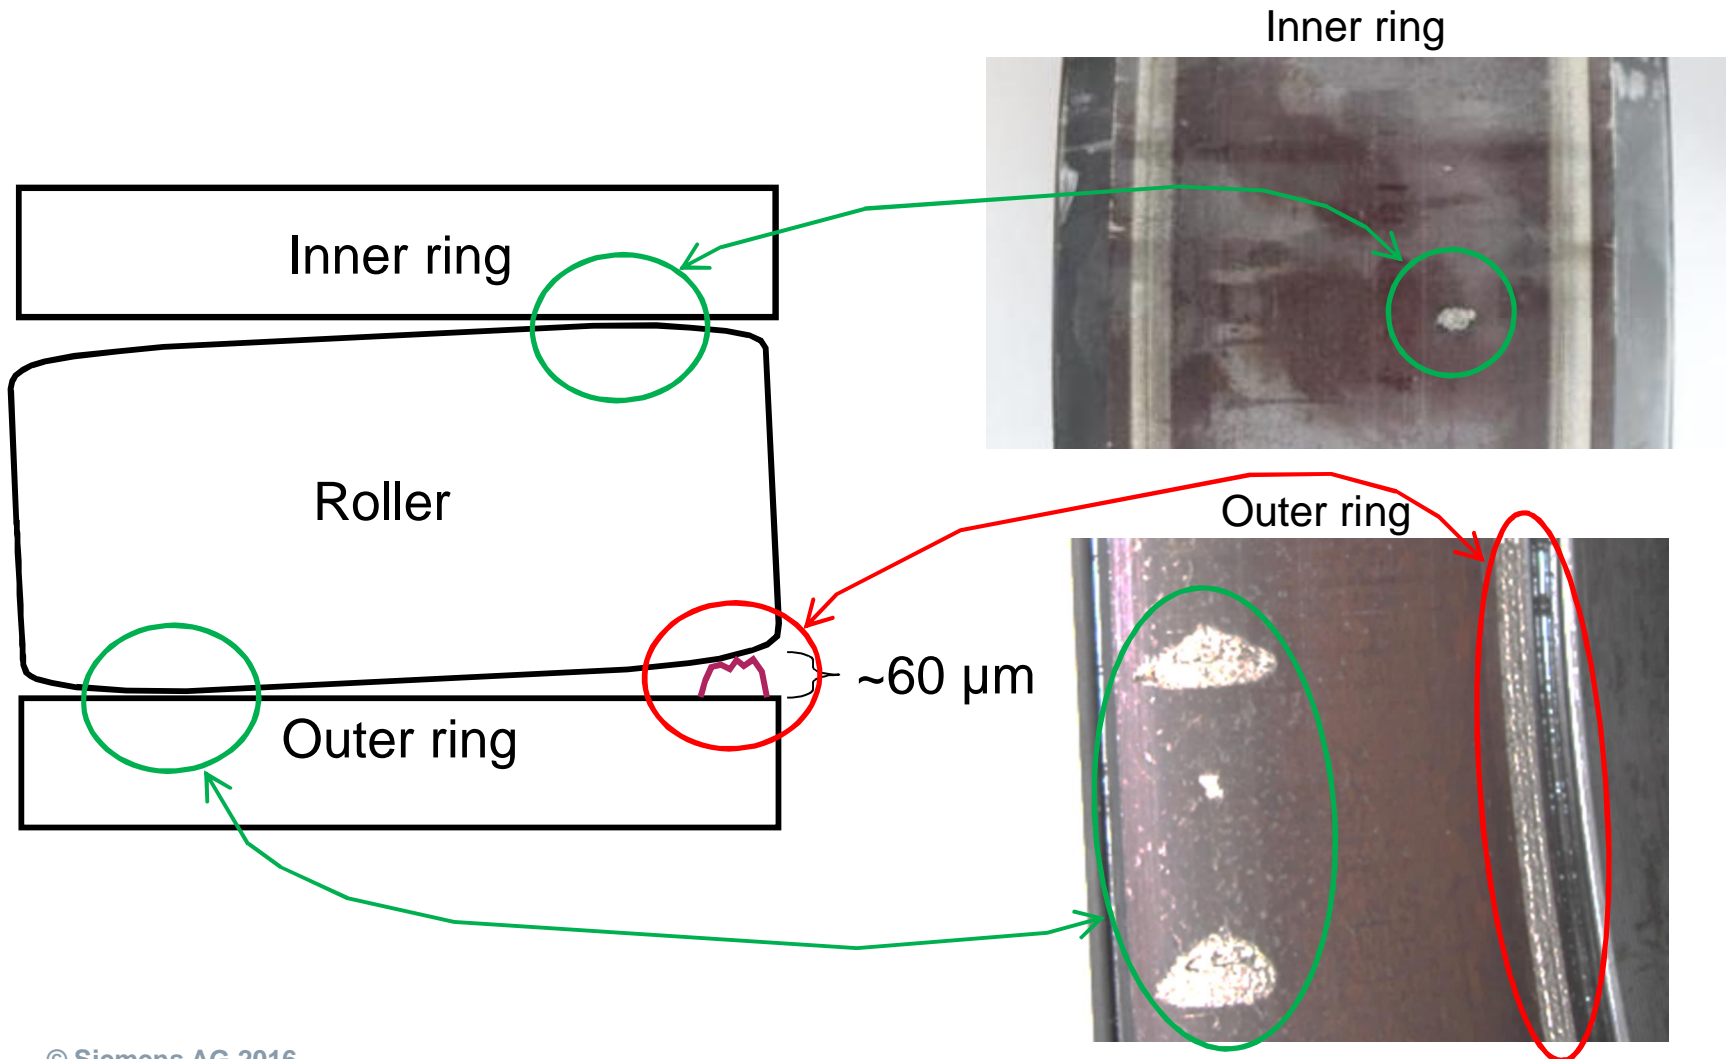 Inner ring
Inner ring
Roller
Outer ring
~60 μm
Outer ring
© Siemens AG 2016